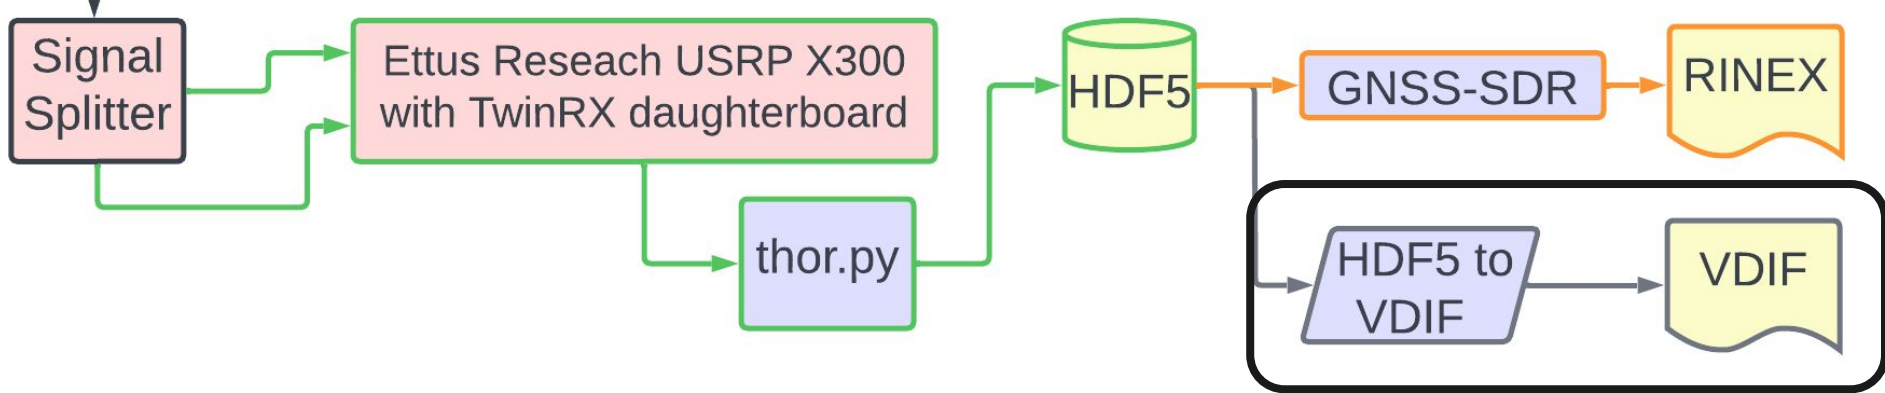 Signal
Splitter
Ettus Reseach USRP X300
with TwinRX daughterboard
thor.py
HDF5
GNSS-SDR
RINEX
HDF5 to
VDIF
VDIF